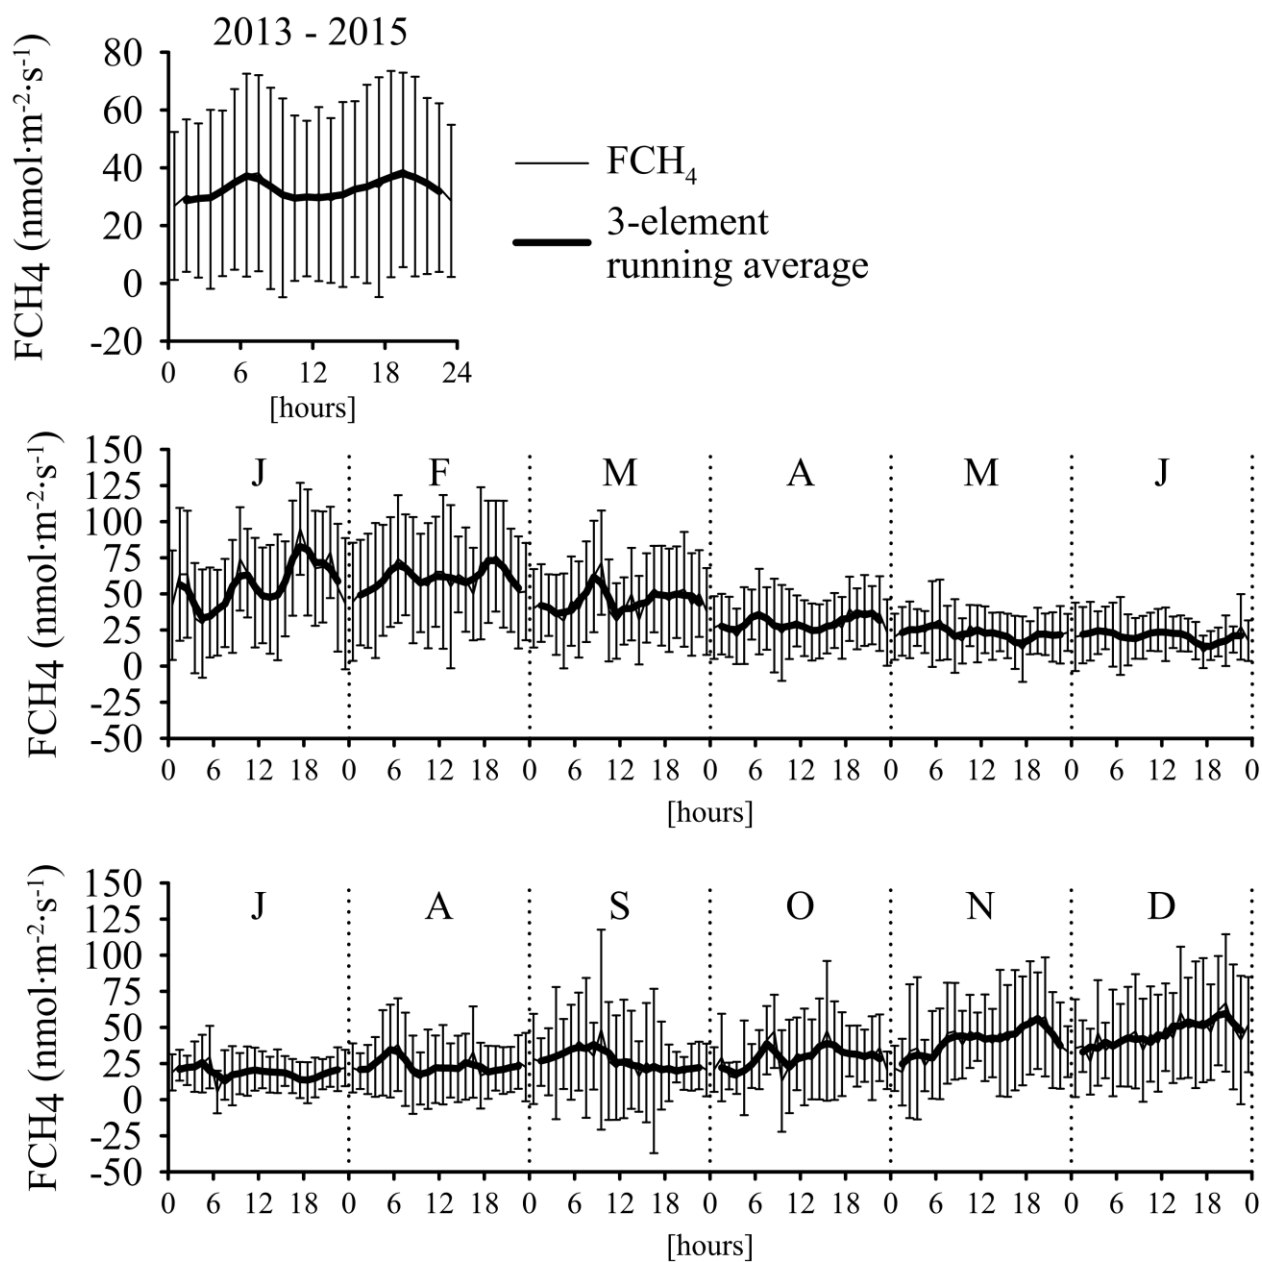 2013 - 2015
FCH4 (nmol·m⁻²·s⁻¹)
80
60
40
20
0
-20
0 6 12 18 24
[hours]
FCH₄
3-element
running average
FCH4 (nmol·m⁻²·s⁻¹)
150
125
100
75
50
25
0
-25
-50
J F M A M J
0 6 12 18 0 6 12 18 0 6 12 18 0 6 12 18 0 6 12 18 0 6 12 18 0
[hours]
FCH4 (nmol·m⁻²·s⁻¹)
150
125
100
75
50
25
0
-25
-50
J A S O N D
0 6 12 18 0 6 12 18 0 6 12 18 0 6 12 18 0 6 12 18 0 6 12 18 0
[hours]